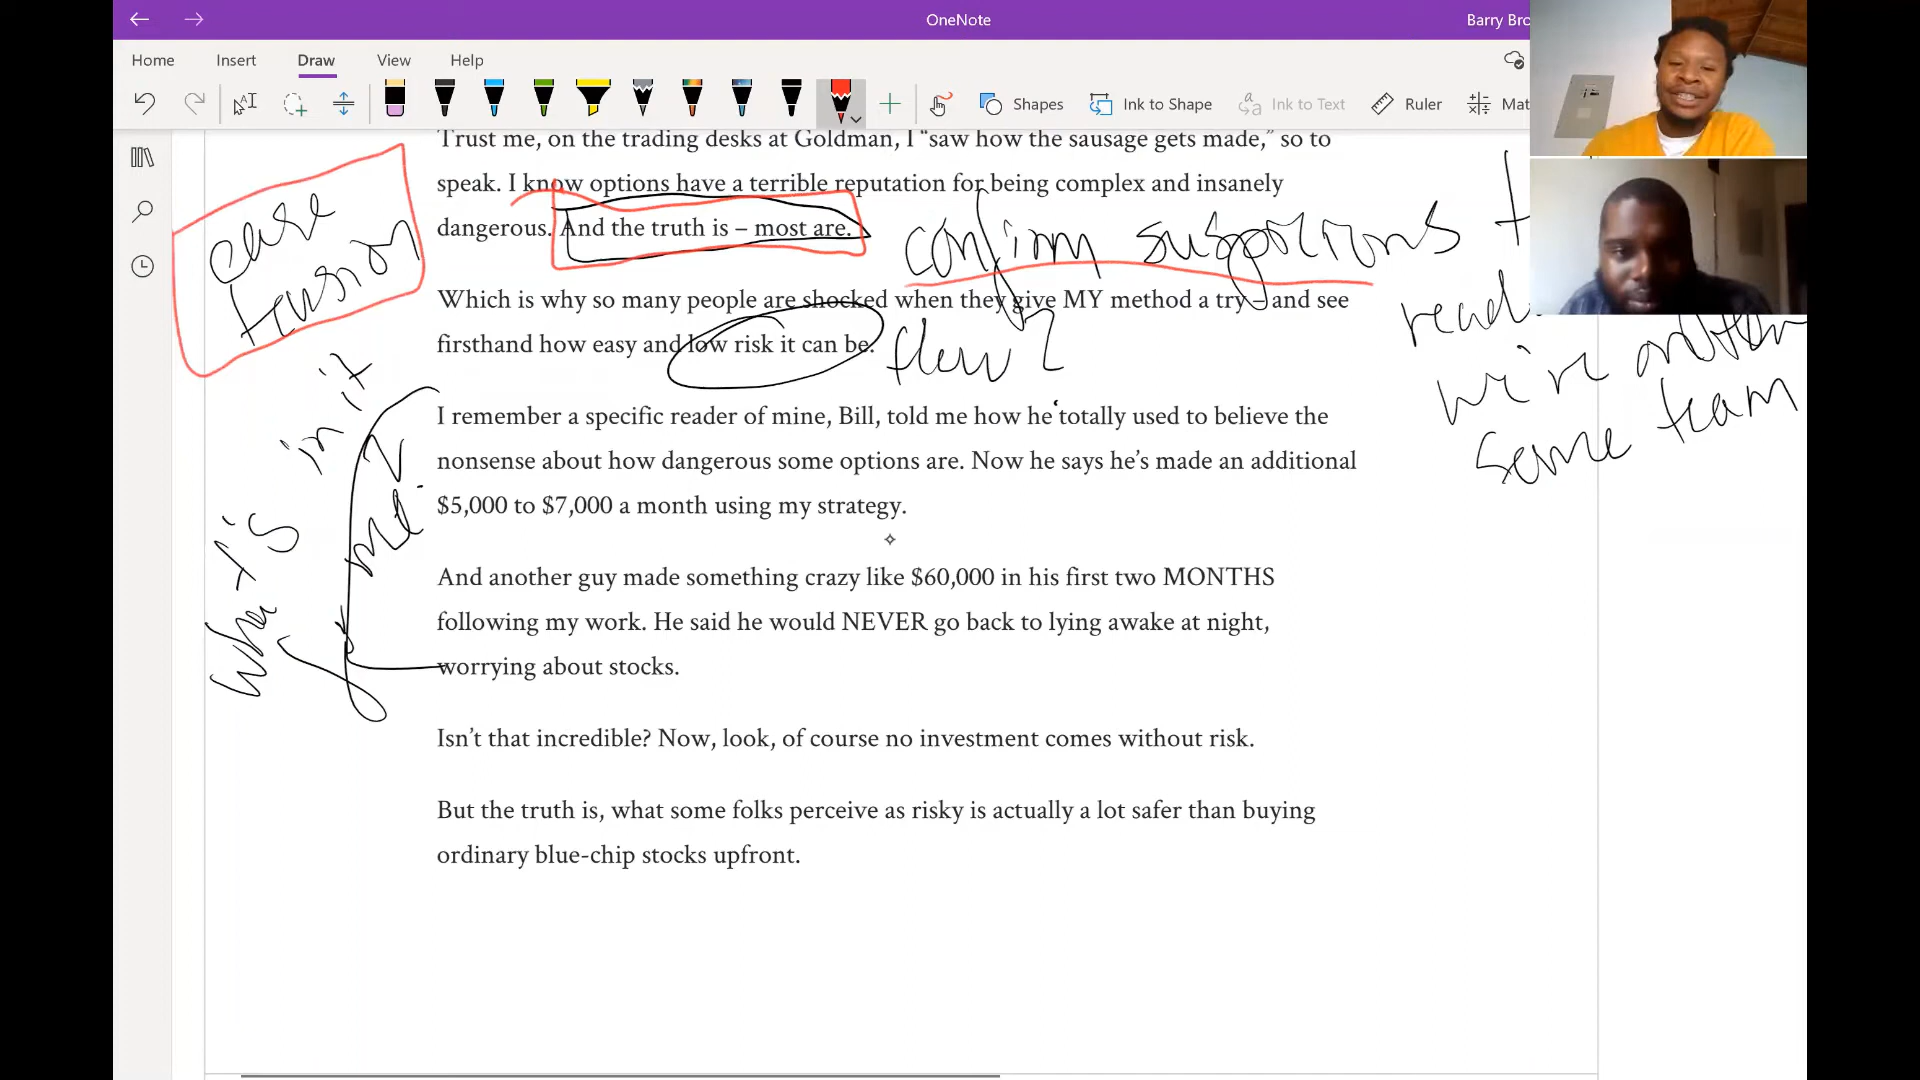 OneNote
Barry Bro
Home Insert Draw View Help
Shapes Ink to Shape Ink to Text Ruler Mat
Trust me, on the trading desks at Goldman, I “saw how the sausage gets made,” so to
speak. I know options have a terrible reputation for being complex and insanely
dangerous. And the truth is – most are.
ease
tension
confirm suspicions t
Which is why so many people are shocked when they give MY method a try – and see
firsthand how easy and low risk it can be.
read
we're on the
same team
what's in it
for me?
I remember a specific reader of mine, Bill, told me how he totally used to believe the
nonsense about how dangerous some options are. Now he says he’s made an additional
$5,000 to $7,000 a month using my strategy.
And another guy made something crazy like $60,000 in his first two MONTHS
following my work. He said he would NEVER go back to lying awake at night,
worrying about stocks.
Isn’t that incredible? Now, look, of course no investment comes without risk.
But the truth is, what some folks perceive as risky is actually a lot safer than buying
ordinary blue-chip stocks upfront.